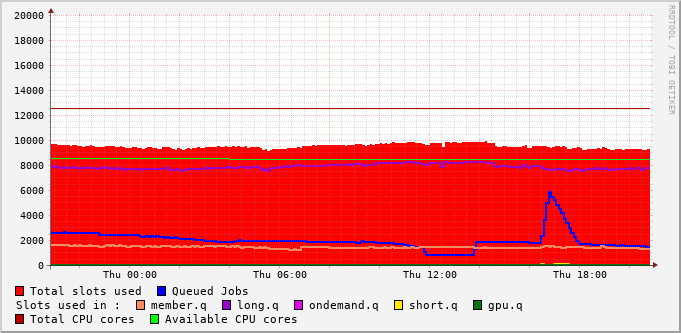 20000
18000
16000
14000
12000
10000
8000
6000
4000
2000
0
Thu 00:00 Thu 06:00 Thu 12:00 Thu 18:00
RRDTOOL / TOBI OETIKER
Total slots used Queued Jobs
Slots used in : member.q long.q ondemand.q short.q gpu.q
Total CPU cores Available CPU cores